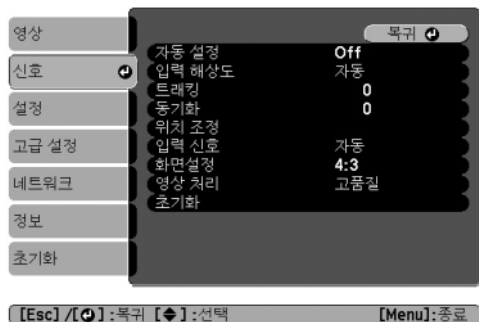 영상
신호
설정
고급 설정
네트워크
정보
초기화
복귀
자동 설정 Off
입력 해상도 자동
트래킹 0
동기화 0
위치 조정
입력 신호 자동
화면설정 4:3
영상 처리 고품질
초기화
[Esc] /[ ] :복귀 [ ] :선택 [Menu]:종료